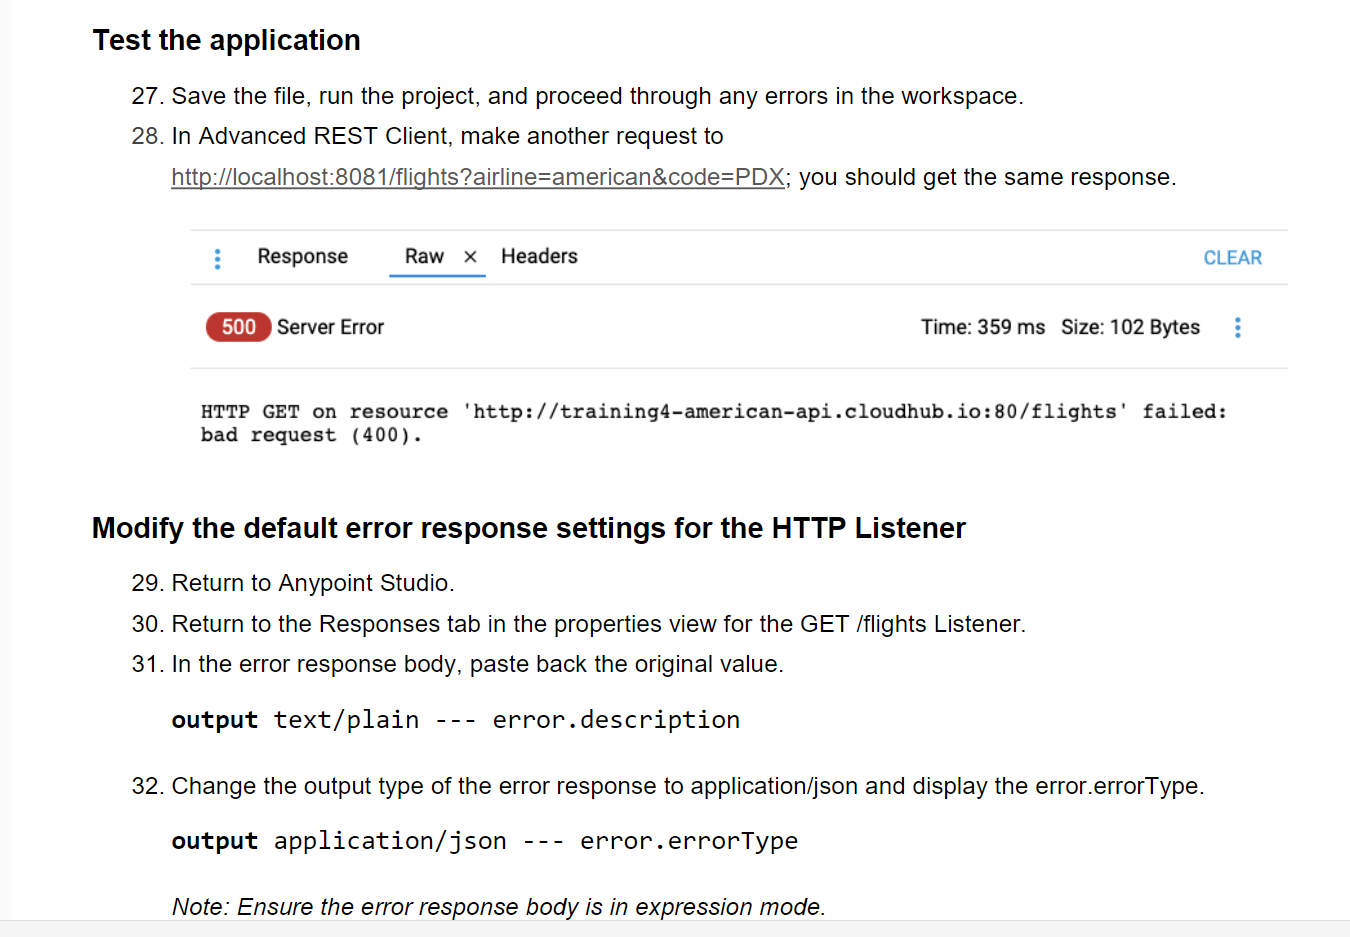 Test the application
27. Save the file, run the project, and proceed through any errors in the workspace.
28. In Advanced REST Client, make another request to
http://localhost:8081/flights?airline=american&code=PDX; you should get the same response.
Response Raw × Headers CLEAR
500 Server Error Time: 359 ms Size: 102 Bytes
HTTP GET on resource 'http://training4-american-api.cloudhub.io:80/flights' failed:
bad request (400).
Modify the default error response settings for the HTTP Listener
29. Return to Anypoint Studio.
30. Return to the Responses tab in the properties view for the GET /flights Listener.
31. In the error response body, paste back the original value.
output text/plain --- error.description
32. Change the output type of the error response to application/json and display the error.errorType.
output application/json --- error.errorType
Note: Ensure the error response body is in expression mode.